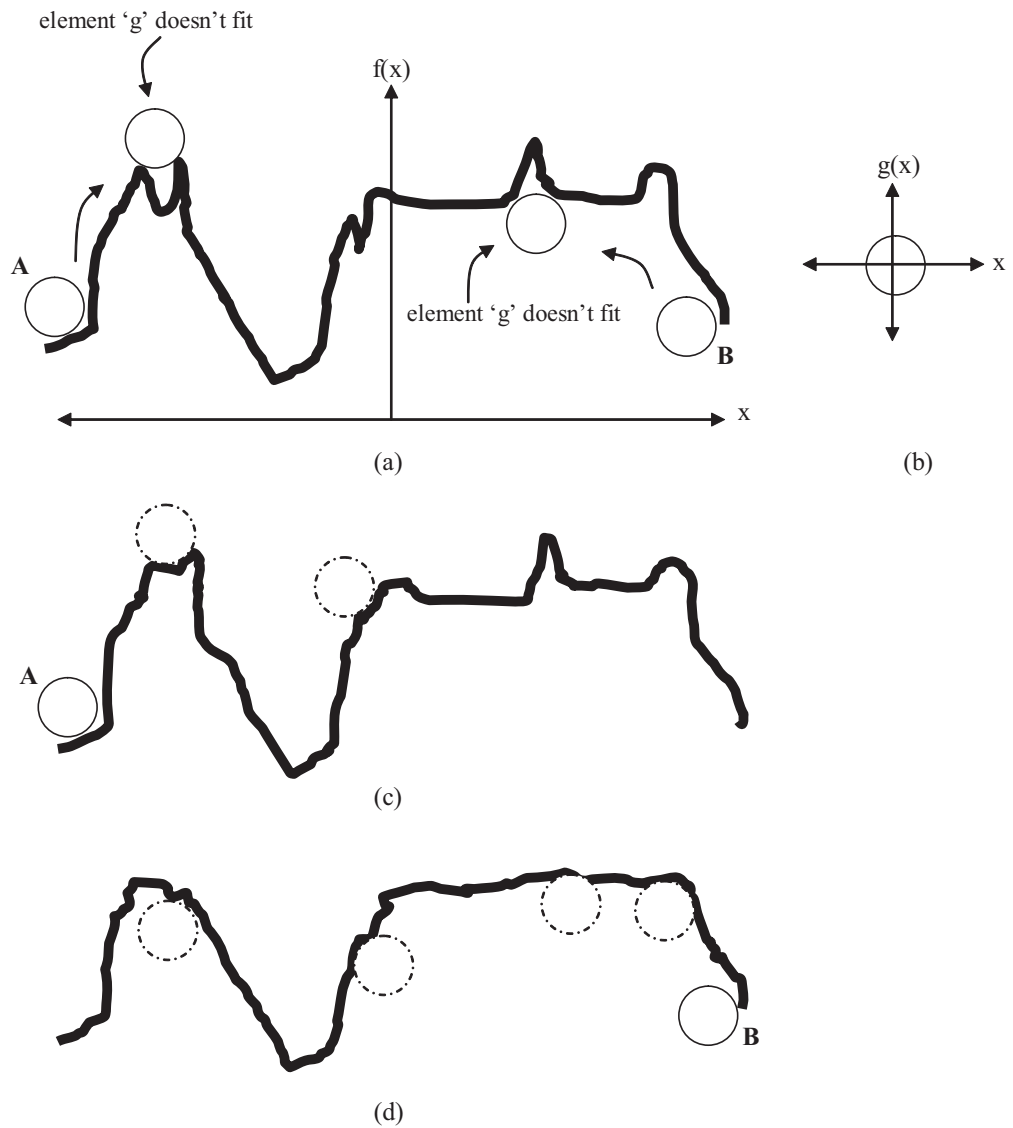 element ‘g’ doesn’t fit
f(x)
g(x)
A
x
element ‘g’ doesn’t fit
B
x
(a)
(b)
A
(c)
B
(d)